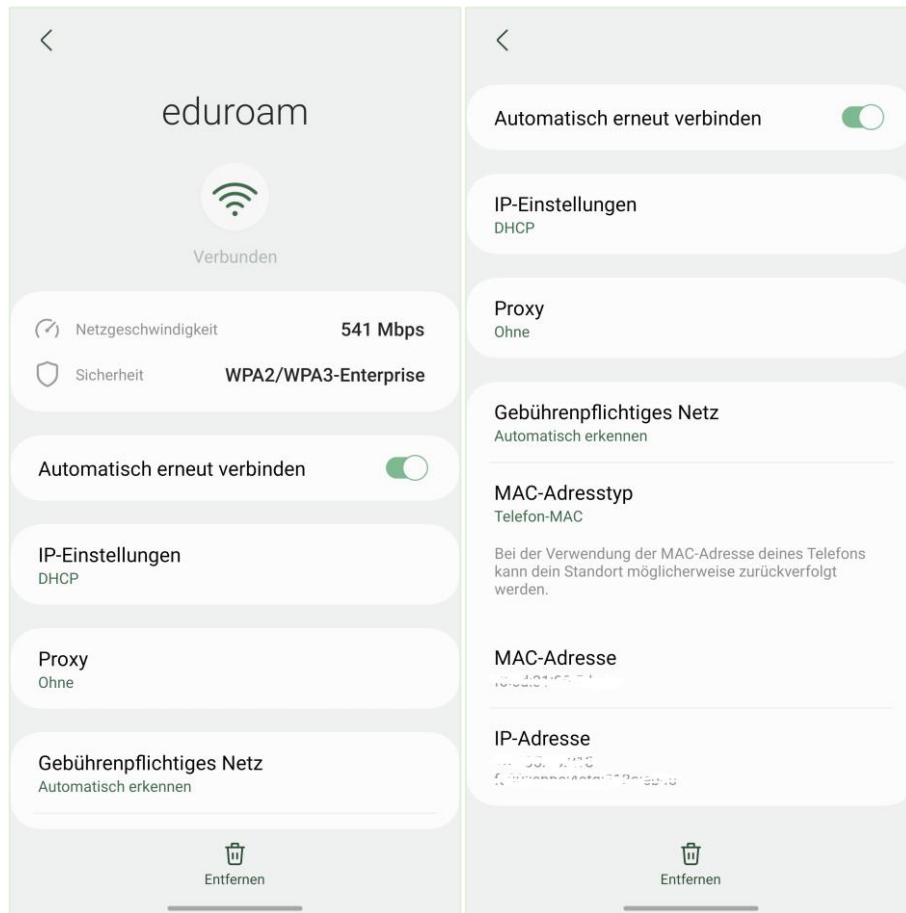 eduroam
Verbunden
Netzgeschwindigkeit 541 Mbps
Sicherheit WPA2/WPA3-Enterprise
Automatisch erneut verbinden
IP-Einstellungen
DHCP
Proxy
Ohne
Gebührenpflichtiges Netz
Automatisch erkennen
Entfernen
Automatisch erneut verbinden
IP-Einstellungen
DHCP
Proxy
Ohne
Gebührenpflichtiges Netz
Automatisch erkennen
MAC-Adresstyp
Telefon-MAC
Bei der Verwendung der MAC-Adresse deines Telefons
kann dein Standort möglicherweise zurückverfolgt
werden.
MAC-Adresse
IP-Adresse
Entfernen